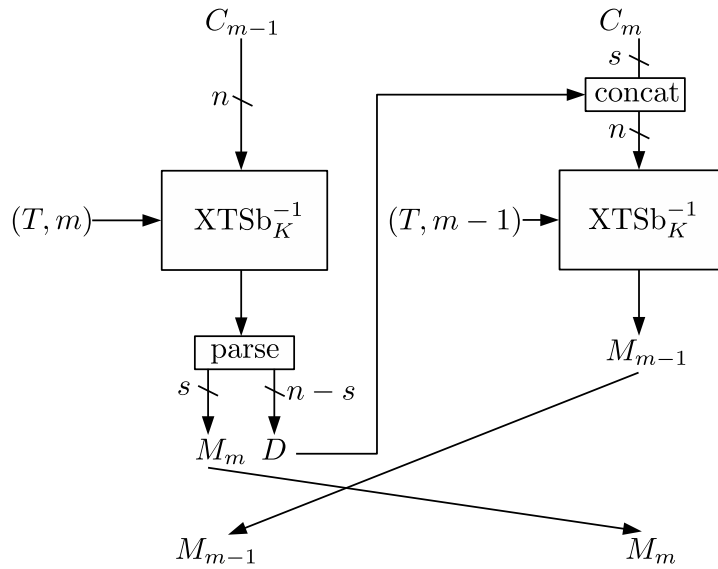 C_{m−1} C_m
s
concat
n
n
(T, m) XTSb_K^{−1} (T, m − 1) XTSb_K^{−1}
parse
M_{m−1}
s n − s
M_m D
M_{m−1} M_m